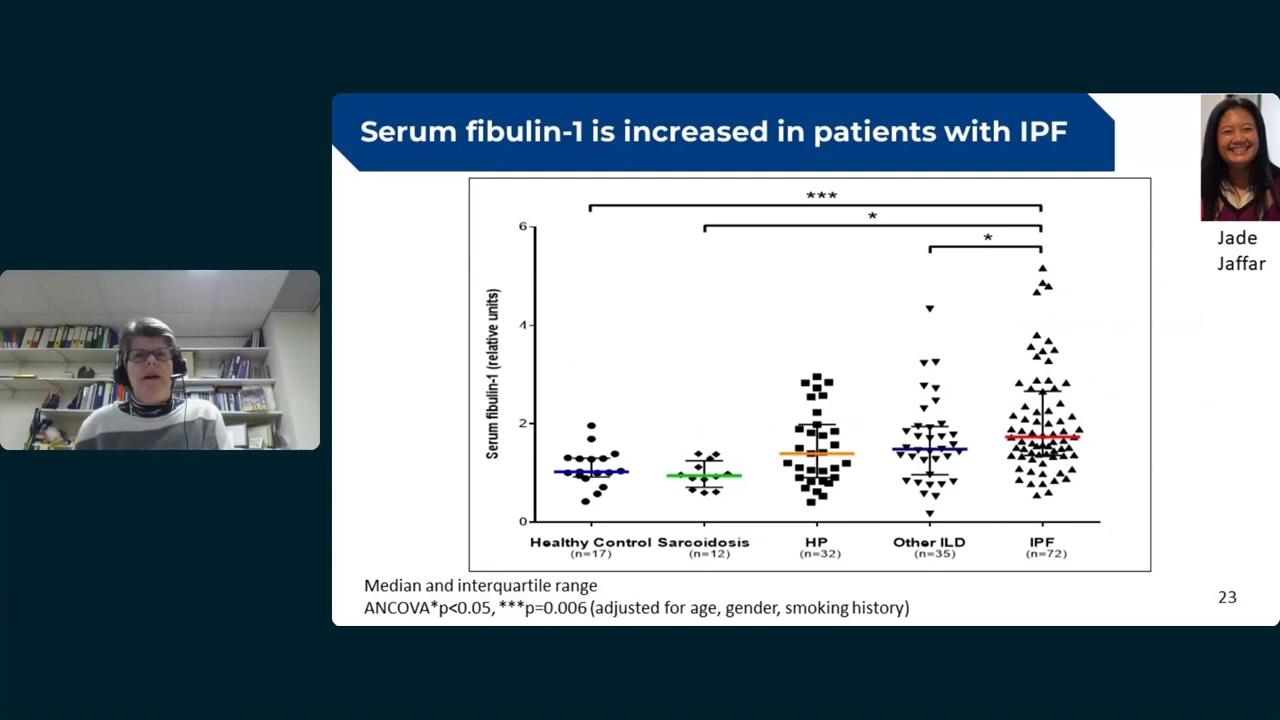 Serum fibulin-1 is increased in patients with IPF
Jade
Jaffar
***
*
*
6
4
2
0
Serum fibulin-1 (relative units)
Healthy Control Sarcoidosis HP Other ILD IPF
(n=17) (n=12) (n=32) (n=35) (n=72)
Median and interquartile range
ANCOVA*p<0.05, ***p=0.006 (adjusted for age, gender, smoking history)
23